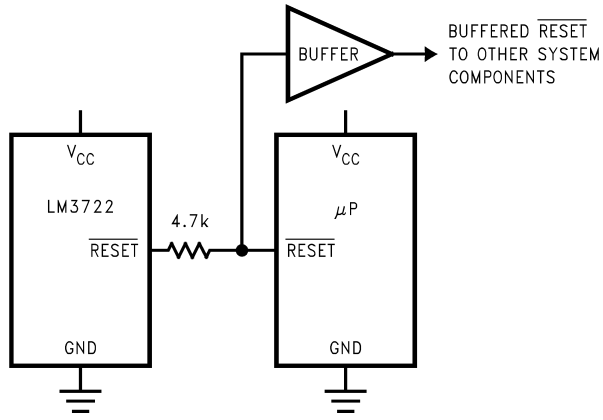 BUFFER
BUFFERED RESET
TO OTHER SYSTEM
COMPONENTS
VCC
LM3722
RESET
GND
4.7k
VCC
μP
RESET
GND